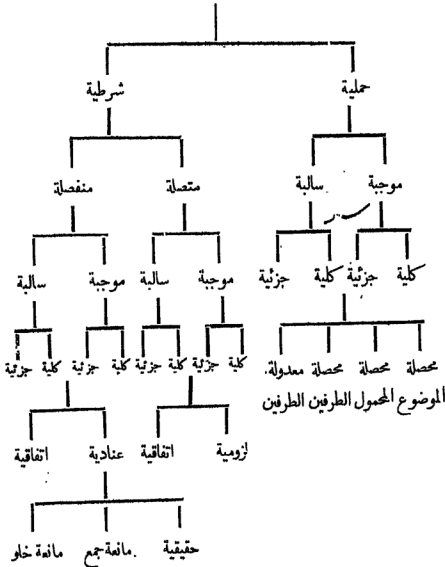 حملية شرطية
موجبة سالبة متصلة منفصلة
كلية جزئية كلية جزئية موجبة سالبة موجبة سالبة
محصلة محصلة محصلة معدولة. كلية جزئية كلية جزئية كلية جزئية كلية جزئية
الموضوع المحمول الطرفين الطرفين
لزومية اتفاقية عنادية اتفاقية
حقيقية مانعة جمع. مانعة خلو